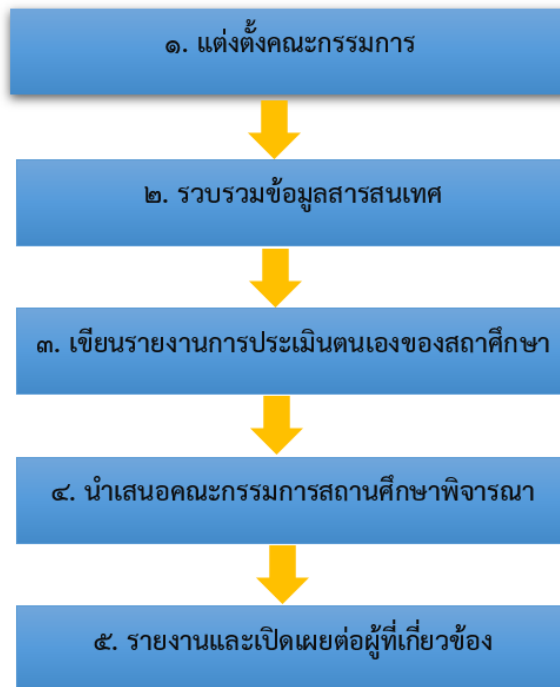 ๑. แต่งตั้งคณะกรรมการ
๒. รวบรวมข้อมูลสารสนเทศ
๓. เขียนรายงานการประเมินตนเองของสถาศึกษา
๔. นำเสนอคณะกรรมการสถานศึกษาพิจารณา
๕. รายงานและเปิดเผยต่อผู้ที่เกี่ยวข้อง